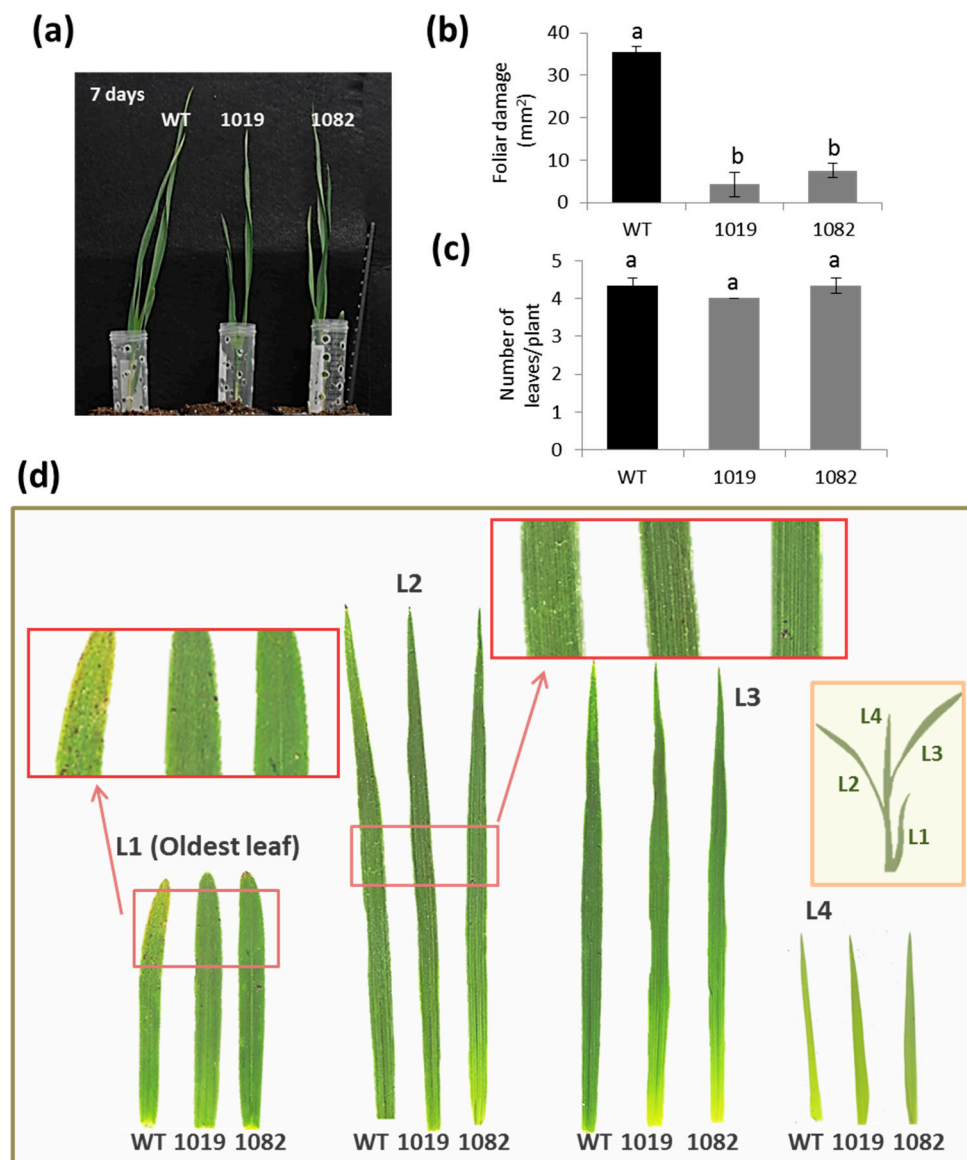 (a)
7 days
WT 1019 1082
(b)
Foliar damage
(mm²)
40
30
20
10
0
a
b
b
WT 1019 1082
(c)
Number of
leaves/plant
5
4
3
2
1
0
a
a
a
WT 1019 1082
(d)
L2
L3
L4
L3
L2
L1
L1 (Oldest leaf)
L4
WT 1019 1082
WT 1019 1082
WT 1019 1082
WT 1019 1082